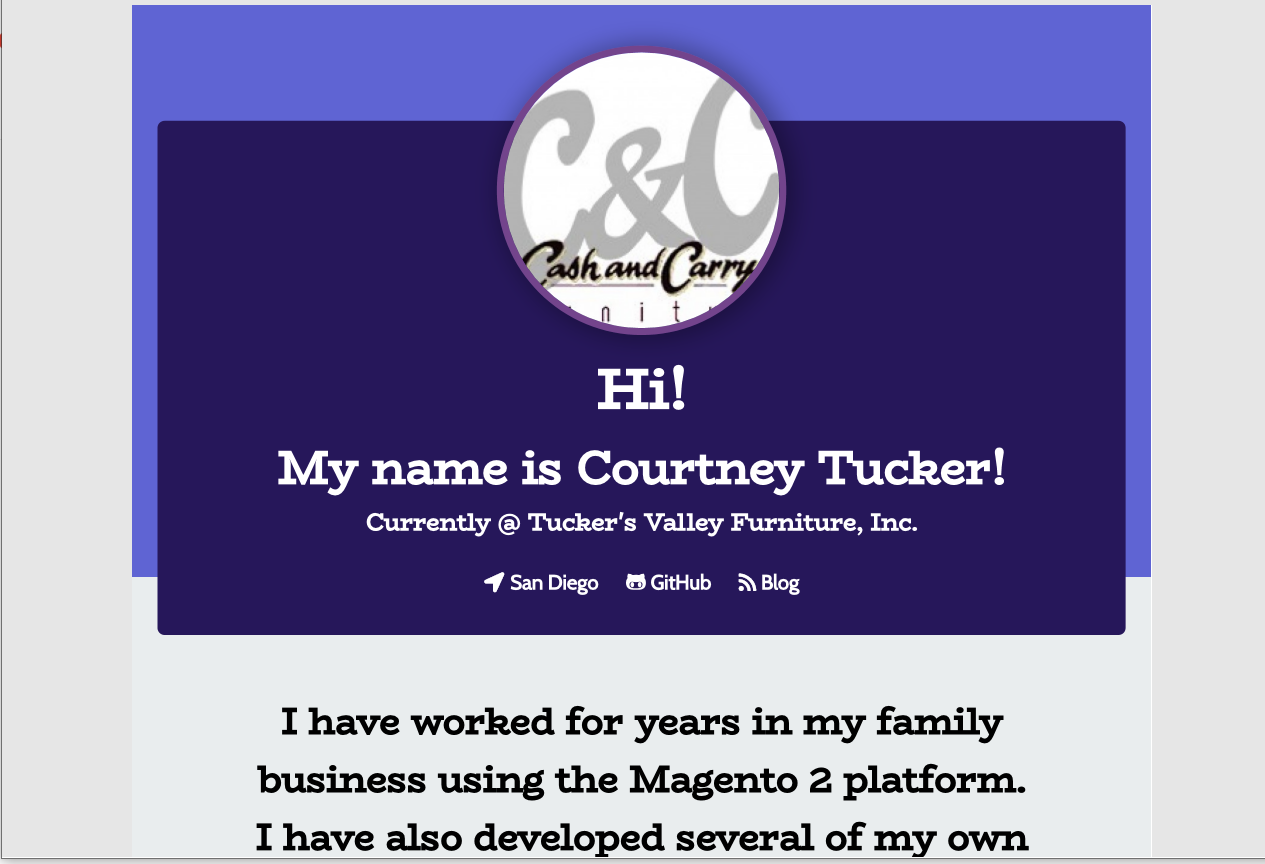 C&C
Cash and Carry
n i t
Hi!
My name is Courtney Tucker!
Currently @ Tucker's Valley Furniture, Inc.
San Diego GitHub Blog
I have worked for years in my family
business using the Magento 2 platform.
I have also developed several of my own